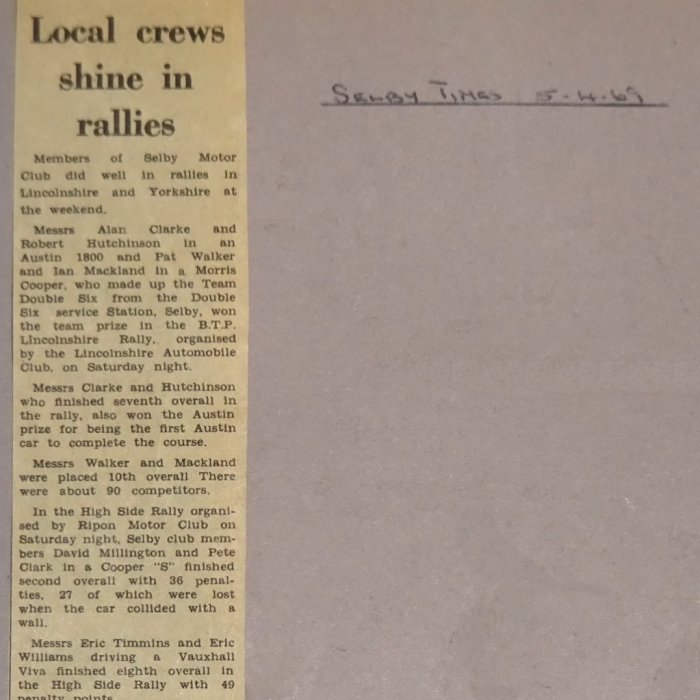 Local crews
shine in
rallies
Selby Times 5-4-69
Members of Selby Motor
Club did well in rallies in
Lincolnshire and Yorkshire at
the weekend.
Messrs Alan Clarke and
Robert Hutchinson in an
Austin 1800 and Pat Walker
and Ian Mackland in a Morris
Cooper, who made up the Team
Double Six from the Double
Six service Station, Selby, won
the team prize in the B.T.P.
Lincolnshire Rally, organised
by the Lincolnshire Automobile
Club, on Saturday night.
Messrs Clarke and Hutchinson
who finished seventh overall in
the rally, also won the Austin
prize for being the first Austin
car to complete the course.
Messrs Walker and Mackland
were placed 10th overall There
were about 90 competitors.
In the High Side Rally organi-
sed by Ripon Motor Club on
Saturday night, Selby club mem-
bers David Millington and Pete
Clark in a Cooper "S" finished
second overall with 36 penal-
ties, 27 of which were lost
when the car collided with a
wall.
Messrs Eric Timmins and Eric
Williams driving a Vauxhall
Viva finished eighth overall in
the High Side Rally with 49
penalty points